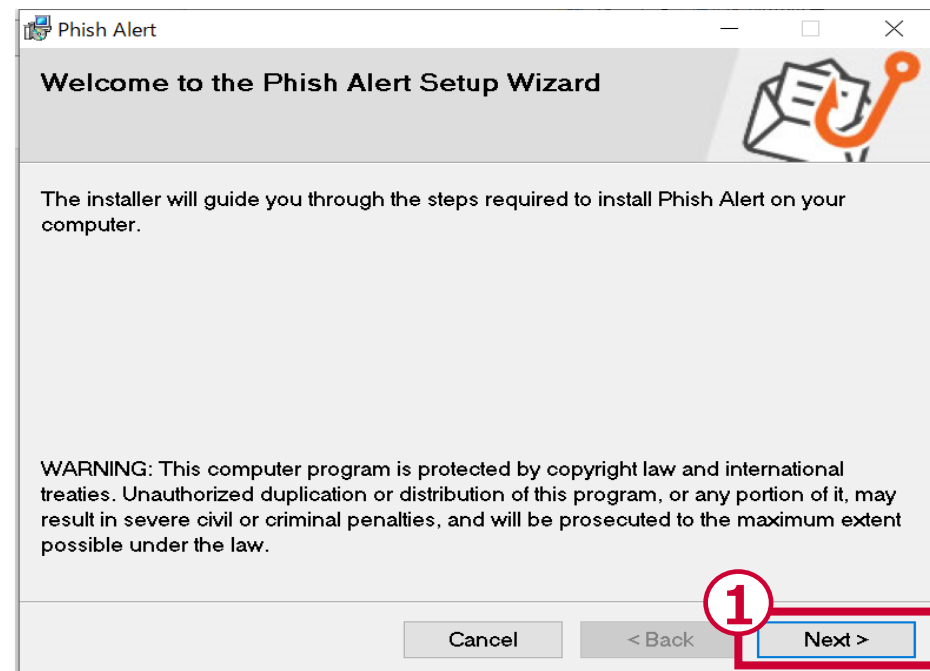 Phish Alert
Welcome to the Phish Alert Setup Wizard
The installer will guide you through the steps required to install Phish Alert on your
computer.
WARNING: This computer program is protected by copyright law and international
treaties. Unauthorized duplication or distribution of this program, or any portion of it, may
result in severe civil or criminal penalties, and will be prosecuted to the maximum extent
possible under the law.
1
Cancel < Back Next >